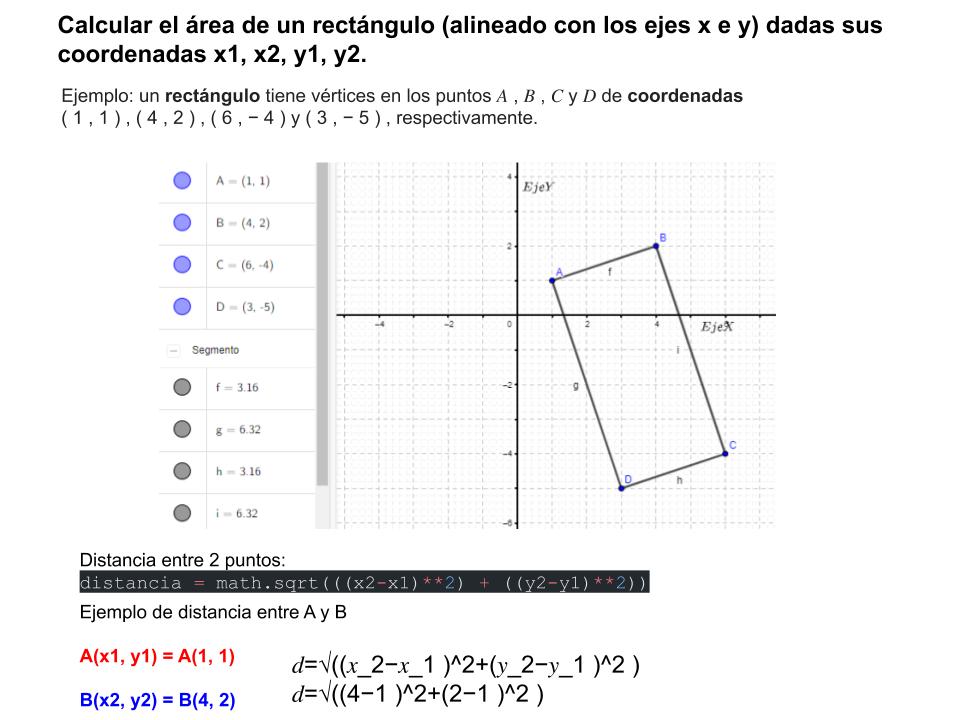 Calcular el área de un rectángulo (alineado con los ejes x e y) dadas sus
coordenadas x1, x2, y1, y2.
Ejemplo: un rectángulo tiene vértices en los puntos A , B , C y D de coordenadas
( 1 , 1 ) , ( 4 , 2 ) , ( 6 , − 4 ) y ( 3 , − 5 ) , respectivamente.
A = (1, 1)
B = (4, 2)
C = (6, -4)
D = (3, -5)
Segmento
f = 3.16
g = 6.32
h = 3.16
i = 6.32
4
EjeY
B
2
A
f
−4
−2
0
2
4
EjeX
i
−2
g
C
−4
D
h
−6
Distancia entre 2 puntos:
distancia = math.sqrt(((x2-x1)**2) + ((y2-y1)**2))
Ejemplo de distancia entre A y B
A(x1, y1) = A(1, 1)
d=√((x_2−x_1 )^2+(y_2−y_1 )^2 )
B(x2, y2) = B(4, 2)
d=√((4−1 )^2+(2−1 )^2 )